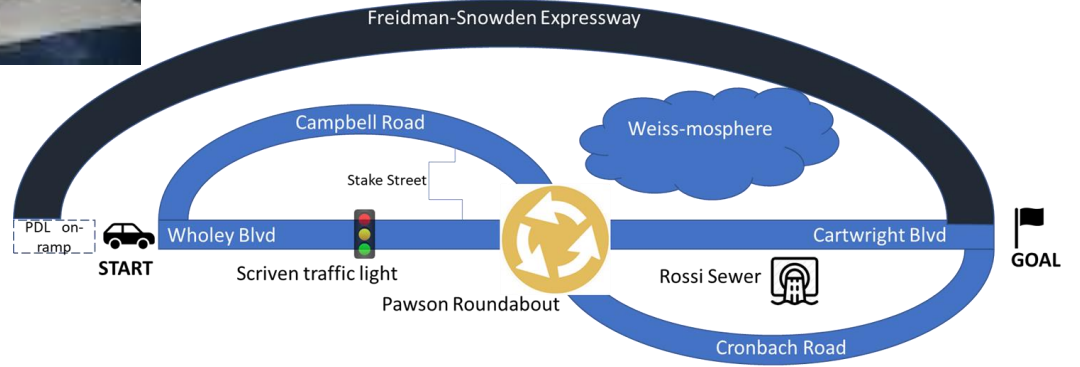 Freidman-Snowden Expressway
Campbell Road
Weiss-mosphere
Stake Street
PDL on-
ramp
START
Wholey Blvd
Cartwright Blvd
GOAL
Scriven traffic light
Rossi Sewer
Pawson Roundabout
Cronbach Road